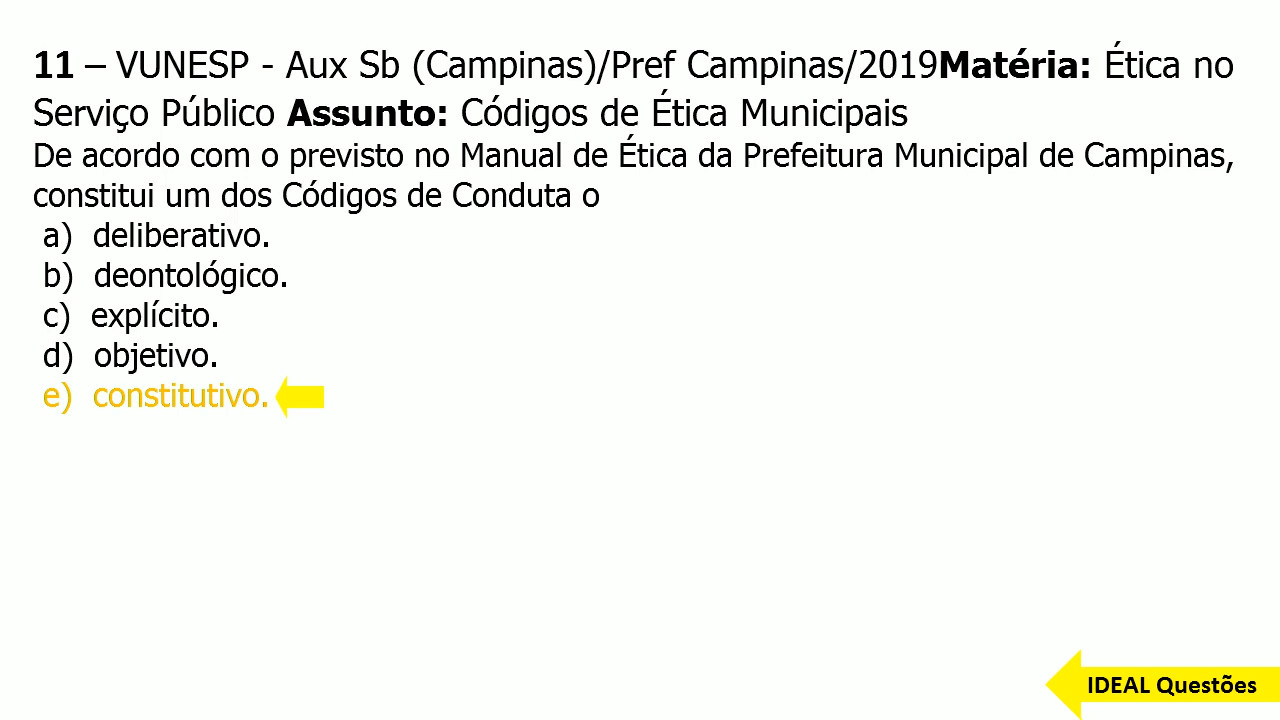 11 – VUNESP - Aux Sb (Campinas)/Pref Campinas/2019Matéria: Ética no
Serviço Público Assunto: Códigos de Ética Municipais
De acordo com o previsto no Manual de Ética da Prefeitura Municipal de Campinas,
constitui um dos Códigos de Conduta o
a) deliberativo.
b) deontológico.
c) explícito.
d) objetivo.
e) constitutivo.
IDEAL Questões